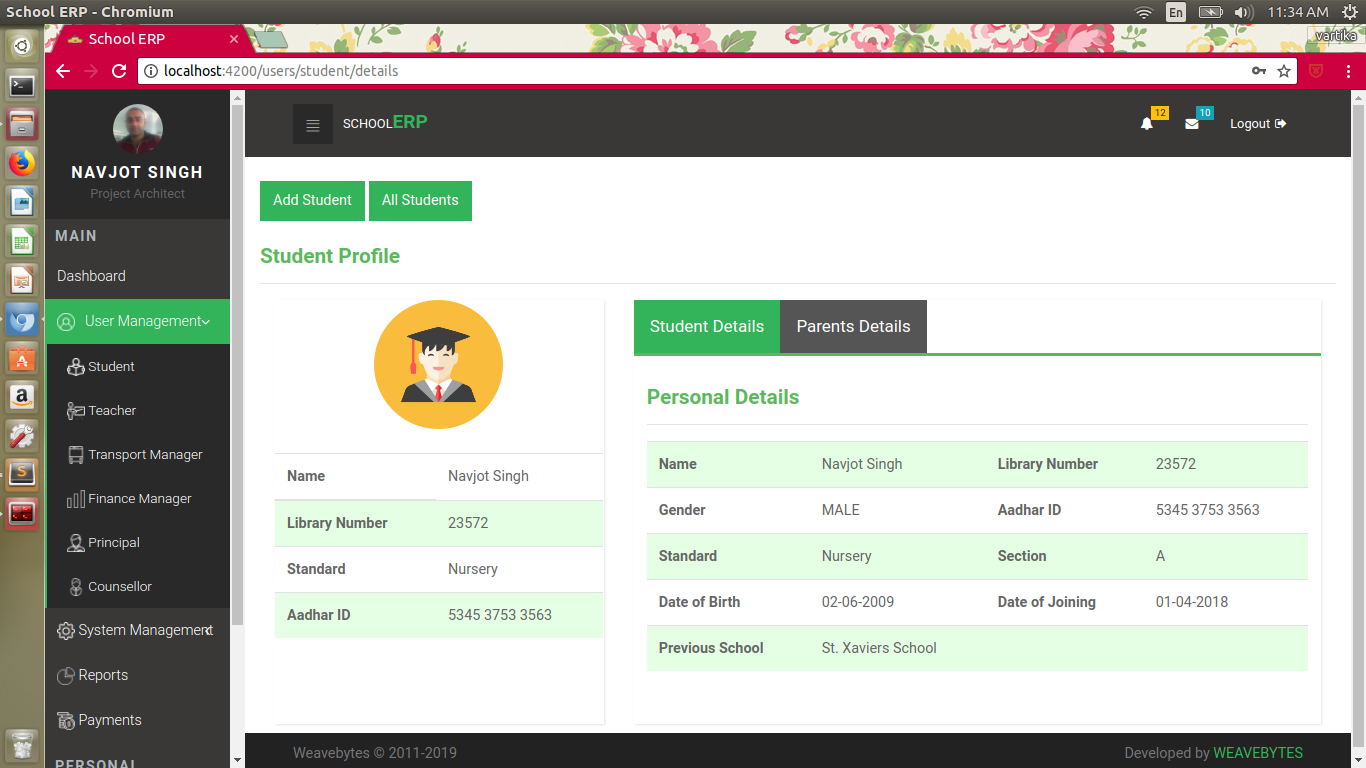 School ERP - Chromium
En
11:34 AM
School ERP
vartika
localhost:4200/users/student/details
NAVJOT SINGH
Project Architect
MAIN
Dashboard
User Management
Student
Teacher
Transport Manager
Finance Manager
Principal
Counsellor
System Management
Reports
Payments
PERSONAL
SCHOOLERP
12
10
Logout
Add Student
All Students
Student Profile
Name Navjot Singh
Library Number 23572
Standard Nursery
Aadhar ID 5345 3753 3563
Student Details
Parents Details
Personal Details
Name Navjot Singh Library Number 23572
Gender MALE Aadhar ID 5345 3753 3563
Standard Nursery Section A
Date of Birth 02-06-2009 Date of Joining 01-04-2018
Previous School St. Xaviers School
Weavebytes © 2011-2019
Developed by WEAVEBYTES